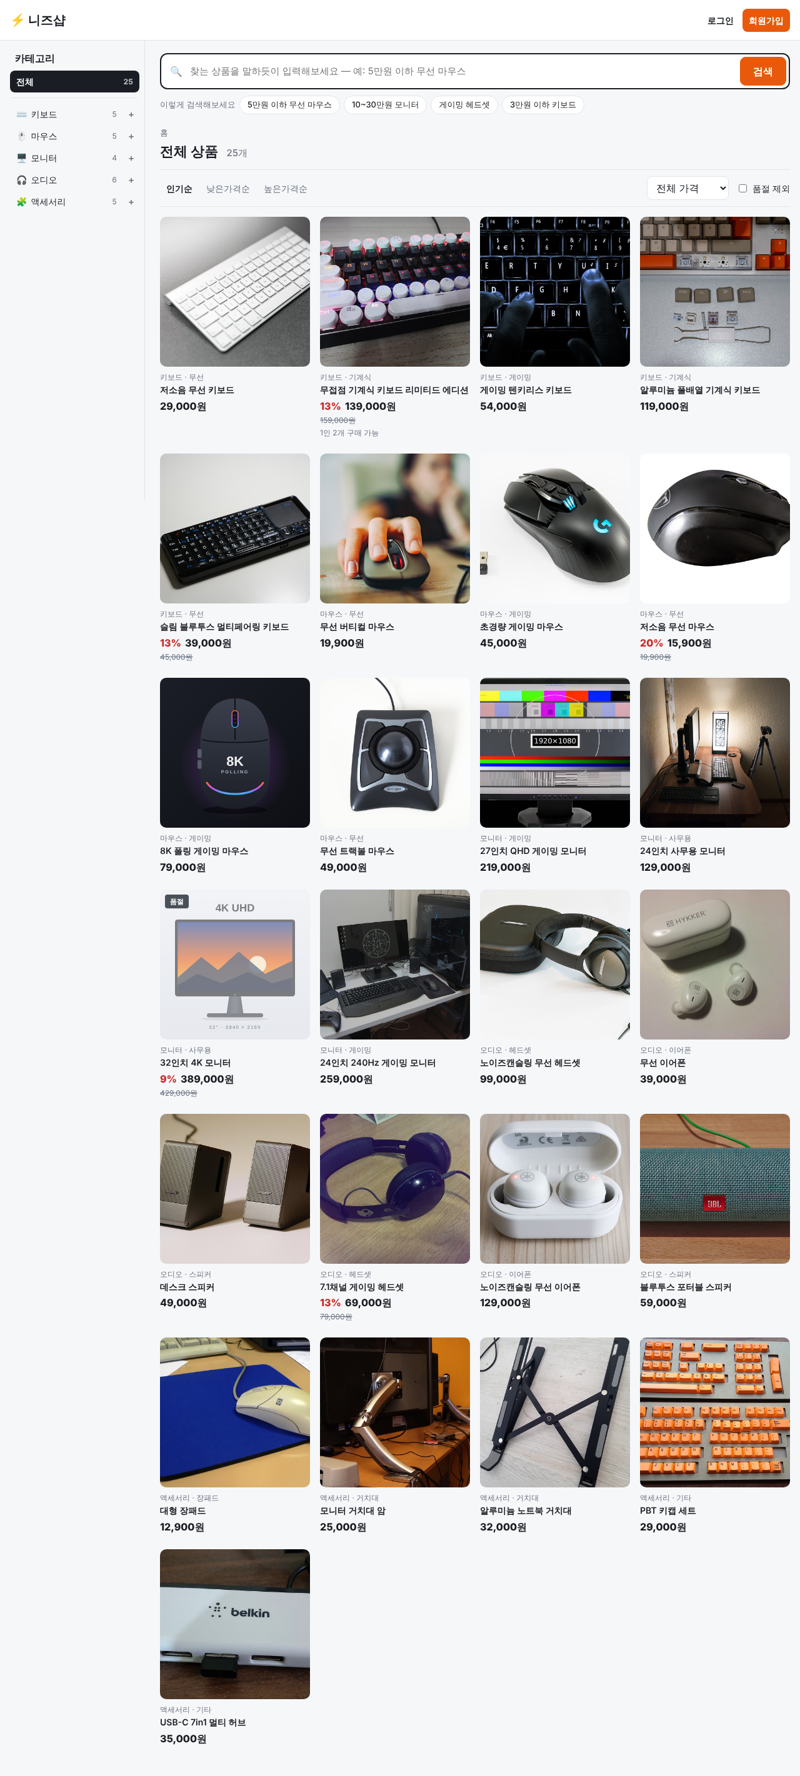 ⚡ 니즈샵
로그인
회원가입
카테고리
전체 25
키보드 5 +
마우스 5 +
모니터 4 +
오디오 6 +
액세서리 5 +
찾는 상품을 말하듯이 입력해보세요 — 예: 5만원 이하 무선 마우스
검색
이렇게 검색해보세요 5만원 이하 무선 마우스 10~30만원 모니터 게이밍 헤드셋 3만원 이하 키보드
홈
전체 상품 25개
인기순 낮은가격순 높은가격순
전체 가격
품절 제외
키보드 · 무선
저소음 무선 키보드
29,000원
키보드 · 기계식
무접점 기계식 키보드 리미티드 에디션
13% 139,000원
159,000원
1인 2개 구매 가능
키보드 · 게이밍
게이밍 텐키리스 키보드
54,000원
키보드 · 기계식
알루미늄 풀배열 기계식 키보드
119,000원
키보드 · 무선
슬림 블루투스 멀티페어링 키보드
13% 39,000원
45,000원
마우스 · 무선
무선 버티컬 마우스
19,900원
마우스 · 게이밍
초경량 게이밍 마우스
45,000원
마우스 · 무선
저소음 무선 마우스
20% 15,900원
19,900원
8K
POLLING
마우스 · 게이밍
8K 폴링 게이밍 마우스
79,000원
마우스 · 무선
무선 트랙볼 마우스
49,000원
1920×1080
모니터 · 게이밍
27인치 QHD 게이밍 모니터
219,000원
모니터 · 사무용
24인치 사무용 모니터
129,000원
품절
4K UHD
32" · 3840 × 2160
모니터 · 사무용
32인치 4K 모니터
9% 389,000원
429,000원
모니터 · 게이밍
24인치 240Hz 게이밍 모니터
259,000원
오디오 · 헤드셋
노이즈캔슬링 무선 헤드셋
99,000원
HYKKER
오디오 · 이어폰
무선 이어폰
39,000원
오디오 · 스피커
데스크 스피커
49,000원
오디오 · 헤드셋
7.1채널 게이밍 헤드셋
13% 69,000원
79,000원
오디오 · 이어폰
노이즈캔슬링 무선 이어폰
129,000원
JBL
오디오 · 스피커
블루투스 포터블 스피커
59,000원
액세서리 · 장패드
대형 장패드
12,900원
액세서리 · 거치대
모니터 거치대 암
25,000원
액세서리 · 거치대
알루미늄 노트북 거치대
32,000원
액세서리 · 기타
PBT 키캡 세트
29,000원
belkin
액세서리 · 기타
USB-C 7in1 멀티 허브
35,000원